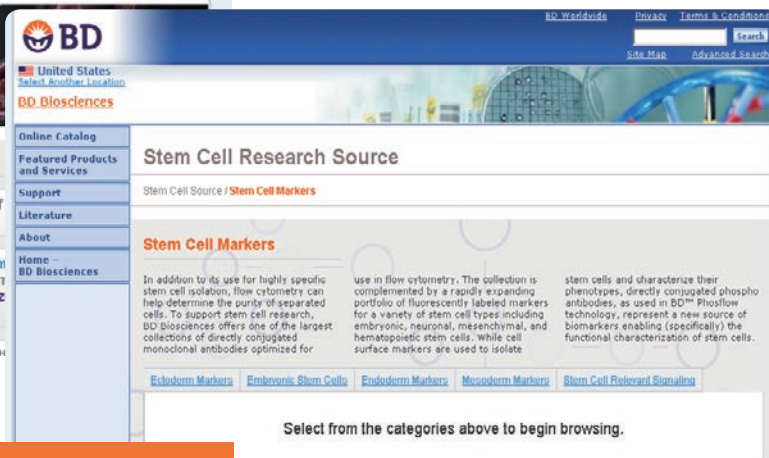 BD Worldwide Privacy Terms & Conditions
Search
Site Map Advanced Search
BD
United States
Select Another Location
BD Biosciences
Online Catalog
Featured Products
and Services
Support
Literature
About
Home –
BD Biosciences
Stem Cell Research Source
Stem Cell Source / Stem Cell Markers
Stem Cell Markers
In addition to its use for highly specific
stem cell isolation, flow cytometry can
help determine the purity of separated
cells. To support stem cell research,
BD Biosciences offers one of the largest
collections of directly conjugated
monoclonal antibodies optimized for
use in flow cytometry. The collection is
complemented by a rapidly expanding
portfolio of fluorescently labeled markers
for a variety of stem cell types including
embryonic, neuronal, mesenchymal, and
hematopoietic stem cells. While cell
surface markers are used to isolate
stem cells and characterize their
phenotypes, directly conjugated phospho
antibodies, as used in BD™ Phosflow
technology, represent a new source of
biomarkers enabling (specifically) the
functional characterization of stem cells.
Ectoderm Markers Embryonic Stem Cells Endoderm Markers Mesoderm Markers Stem Cell Relevant Signaling
Select from the categories above to begin browsing.